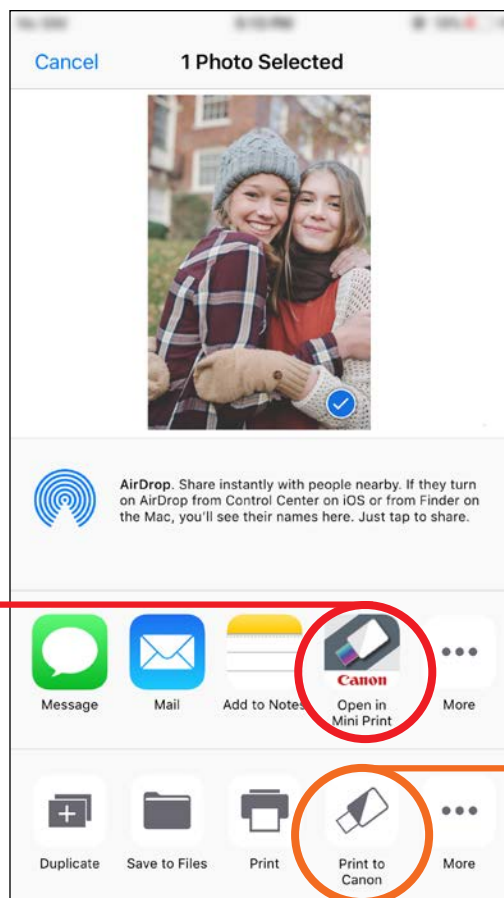 Cancel 1 Photo Selected
AirDrop. Share instantly with people nearby. If they turn
on AirDrop from Control Center on iOS or from Finder on
the Mac, you'll see their names here. Just tap to share.
Canon
Message Mail Add to Notes Open in More
Mini Print
Duplicate Save to Files Print Print to More
Canon